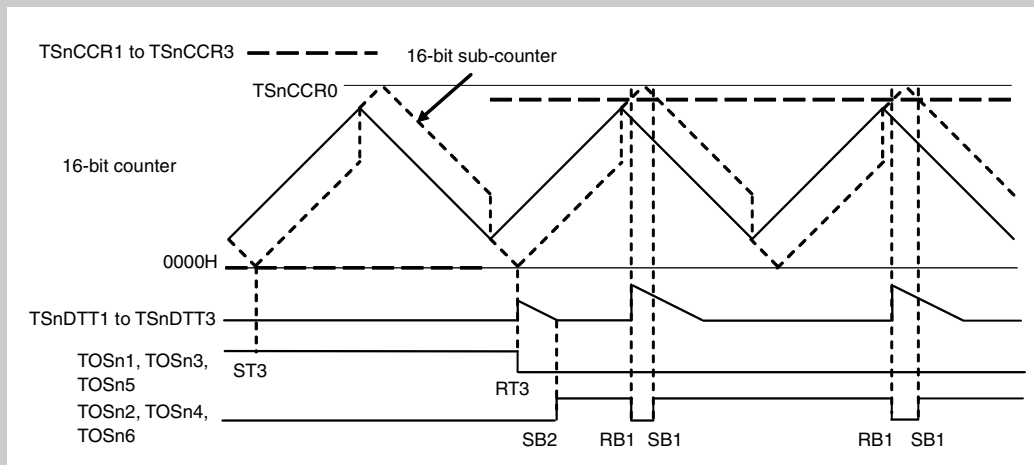 TSnCCR1 to TSnCCR3
16-bit sub-counter
TSnCCR0
16-bit counter
0000H
TSnDTT1 to TSnDTT3
TOSn1, TOSn3,
TOSn5
ST3
RT3
TOSn2, TOSn4,
TOSn6
SB2
RB1
SB1
RB1
SB1